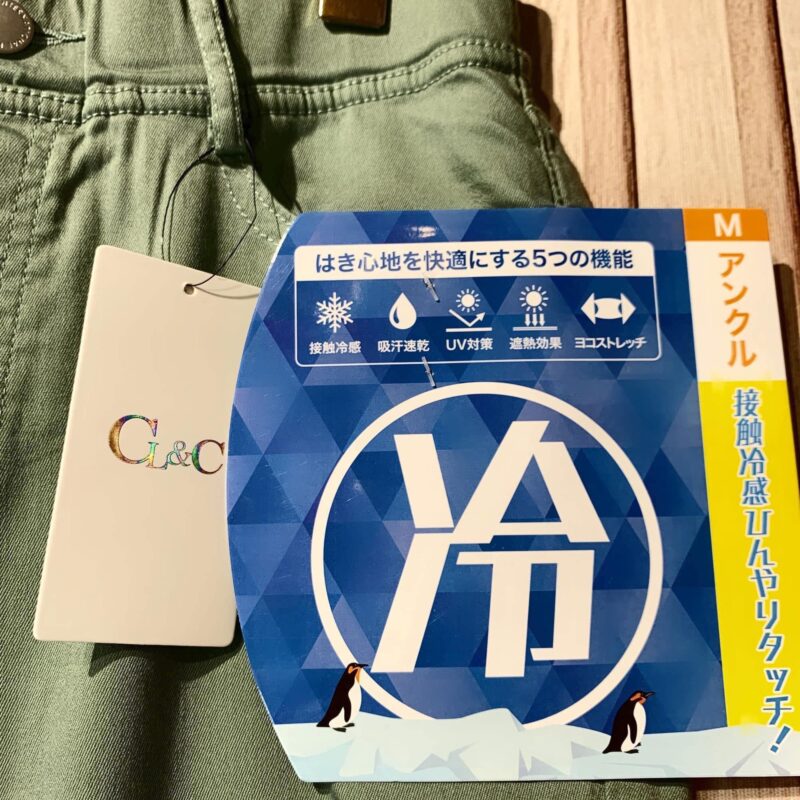 はき心地を快適にする5つの機能
接触冷感 吸汗速乾 UV対策 遮熱効果 ヨコストレッチ
冷
M
アンクル
接触冷感ひんやりタッチ!
CL&C